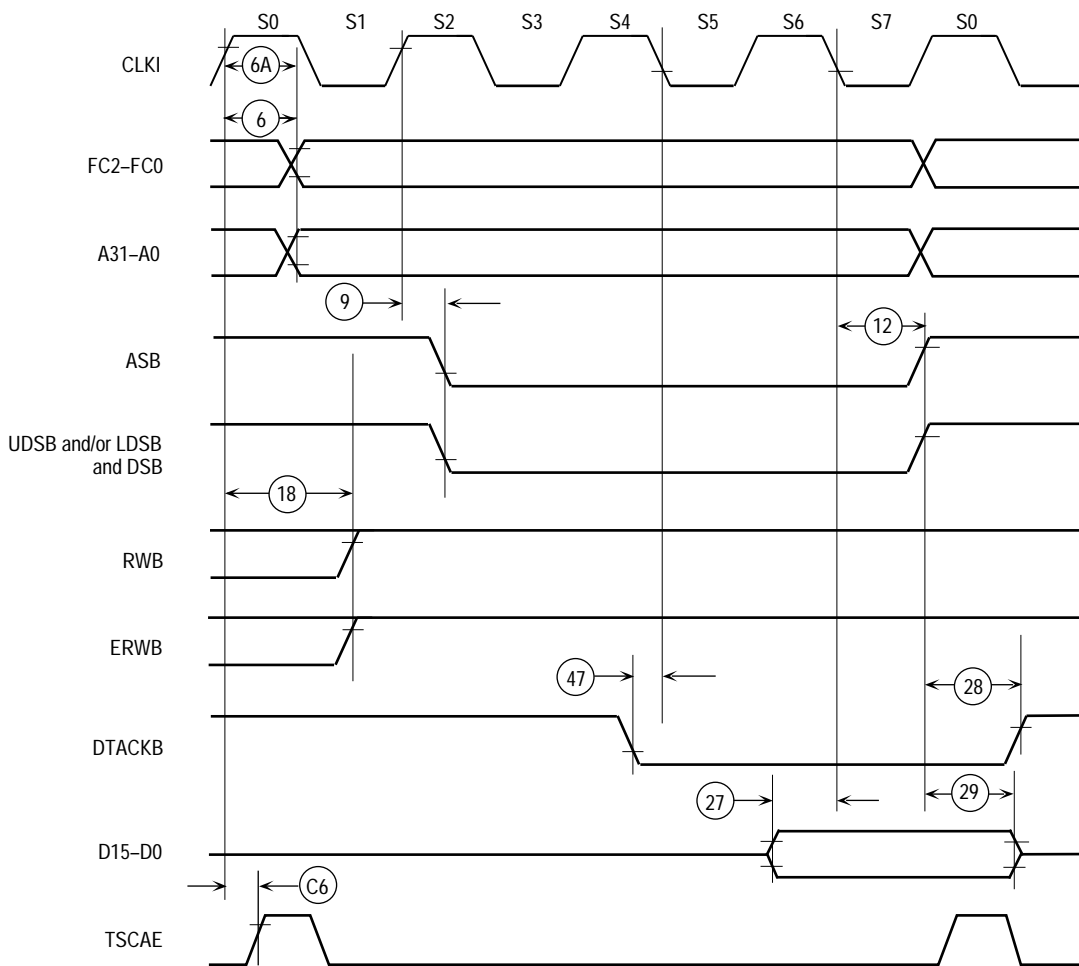 S0 S1 S2 S3 S4 S5 S6 S7 S0
CLKI
6A
6
FC2–FC0
A31–A0
9
12
ASB
UDSB and/or LDSB
and DSB
18
RWB
ERWB
47
28
DTACKB
27
29
D15–D0
C6
TSCAE